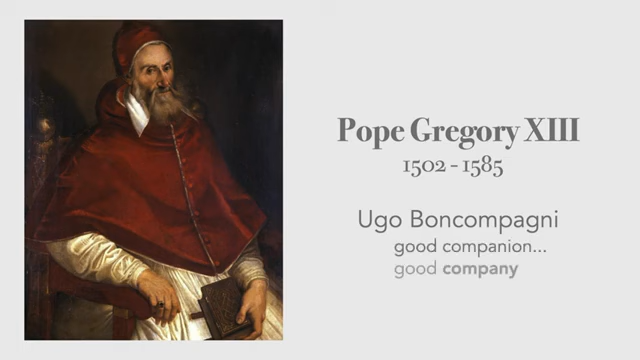 Pope Gregory XIII
1502 - 1585
Ugo Boncompagni
good companion...
good company